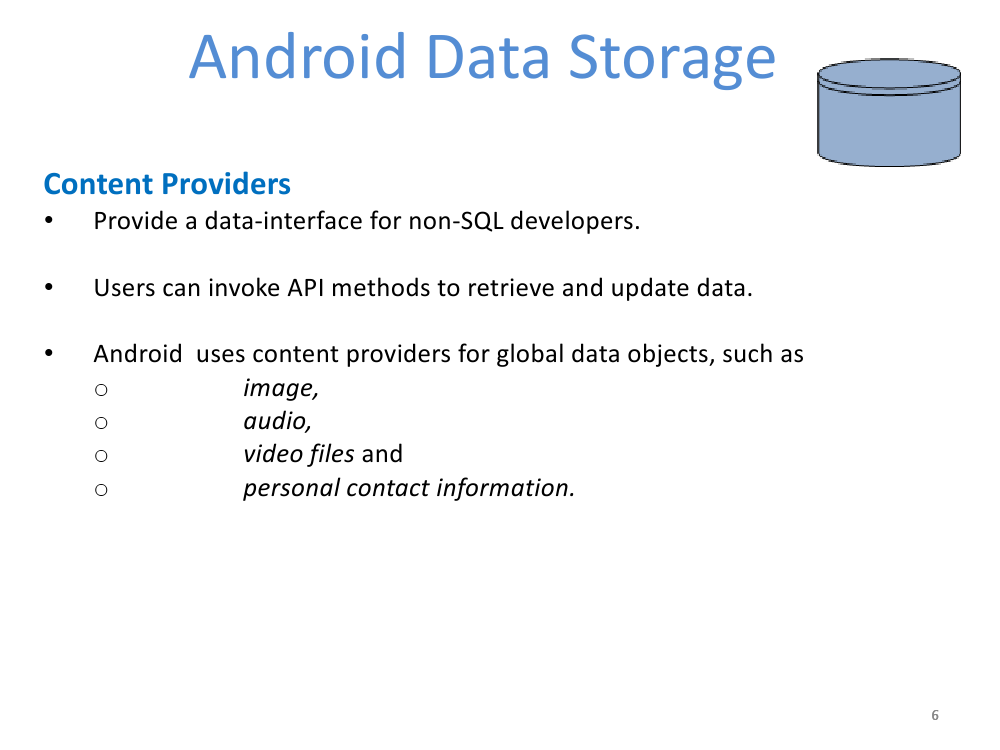 Android Data Storage
Content Providers
• Provide a data-interface for non-SQL developers.
• Users can invoke API methods to retrieve and update data.
• Android  uses content providers for global data objects, such as
○ image,
○ audio,
○ video files and
○ personal contact information.
6